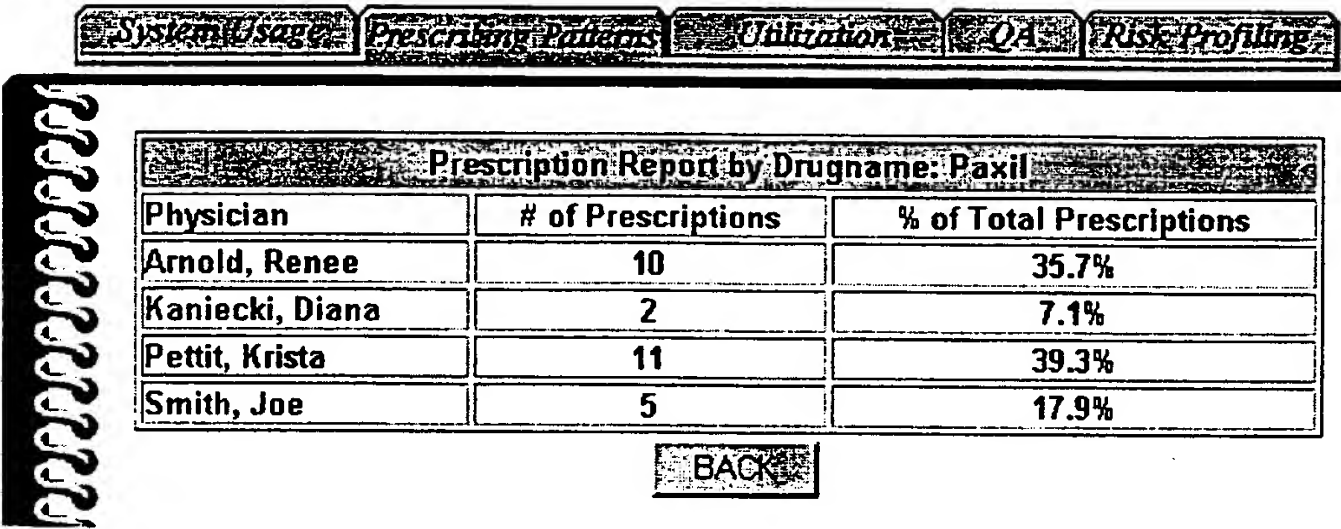 System Usage Prescribing Patterns Utilization QA Risk Profiling
Prescription Report by Drugname: Paxil
Physician # of Prescriptions % of Total Prescriptions
Arnold, Renee 10 35.7%
Kaniecki, Diana 2 7.1%
Pettit, Krista 11 39.3%
Smith, Joe 5 17.9%
BACK